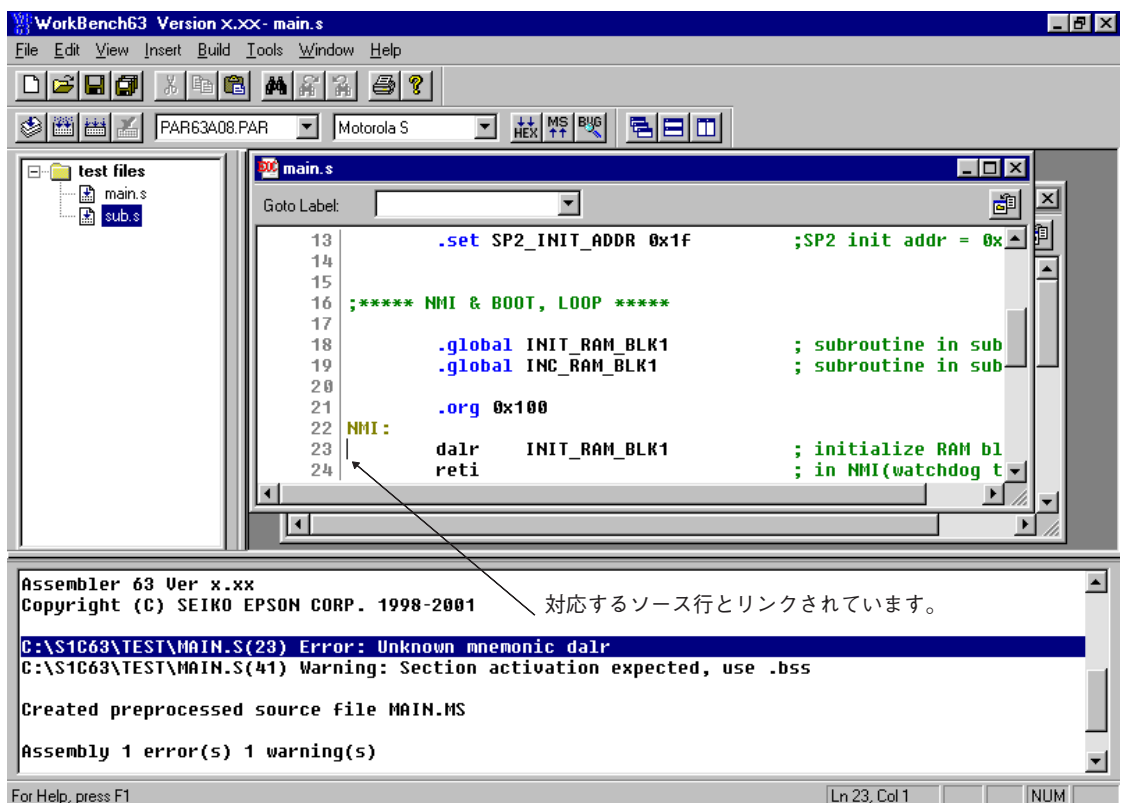 WorkBench63 Version x.xx - main.s
File Edit View Insert Build Tools Window Help
PAR63A08.PAR Motorola S HEX MS BUG
test files
main.s
sub.s
main.s
Goto Label:
13 .set SP2_INIT_ADDR 0x1f ;SP2 init addr = 0x
14
15
16 ;***** NMI & BOOT, LOOP *****
17
18 .global INIT_RAM_BLK1 ; subroutine in sub
19 .global INC_RAM_BLK1 ; subroutine in sub
20
21 .org 0x100
22 NMI:
23 dalr INIT_RAM_BLK1 ; initialize RAM bl
24 reti ; in NMI(watchdog t
対応するソース行とリンクされています。
Assembler 63 Ver x.xx
Copyright (C) SEIKO EPSON CORP. 1998-2001
C:\S1C63\TEST\MAIN.S(23) Error: Unknown mnemonic dalr
C:\S1C63\TEST\MAIN.S(41) Warning: Section activation expected, use .bss
Created preprocessed source file MAIN.MS
Assembly 1 error(s) 1 warning(s)
For Help, press F1 Ln 23, Col 1 NUM